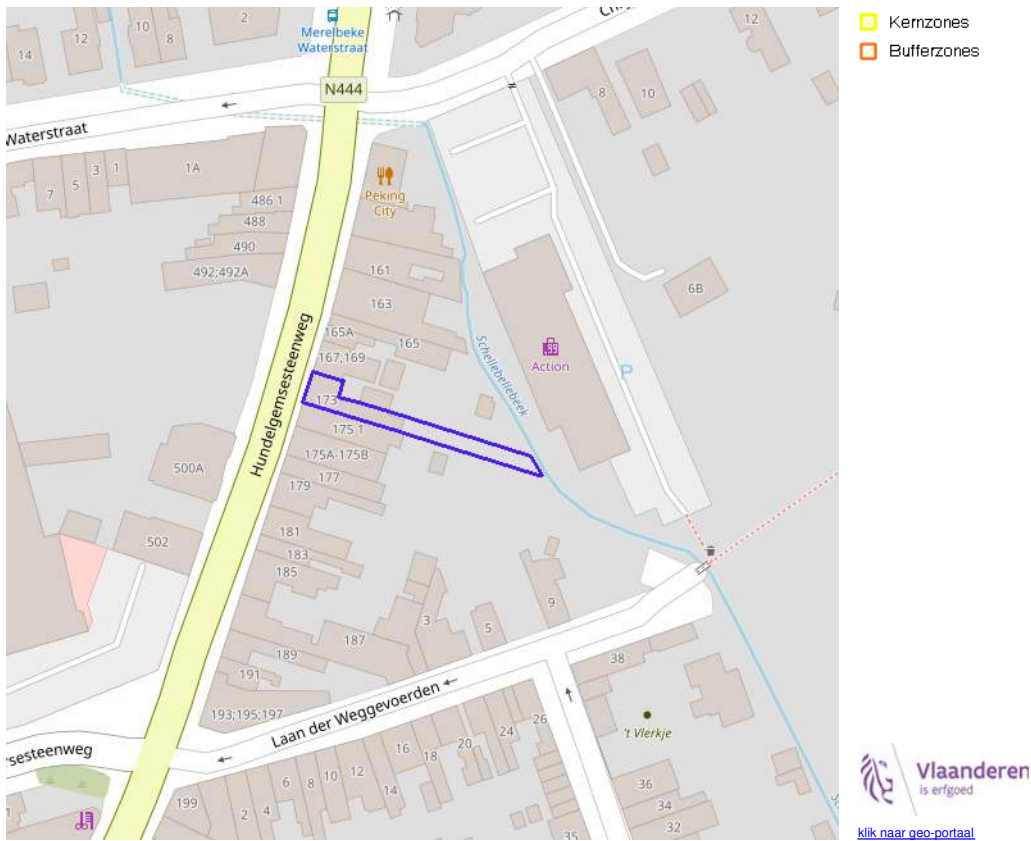 2
10
12
8
14
Merelbeke
Waterstraat
N444
8
10
12
Waterstraat
1A
1
3
5
7
Peking
City
486 1
488
490
492;492A
161
163
165A
165
167;169
6B
99
Action
P
Schellebellebeek
Hundelgemsesteenweg
173
175 1
175A-175B
177
179
500A
502
181
183
185
187
189
191
193;195;197
3
5
9
38
Laan der Weggevoerden
't Vlerkje
26
24
20
18
16
14
12
10
8
6
4
2
199
36
34
32
35
Kernzones
Bufferzones
Vlaanderen
is erfgoed
klik naar geo-portaal